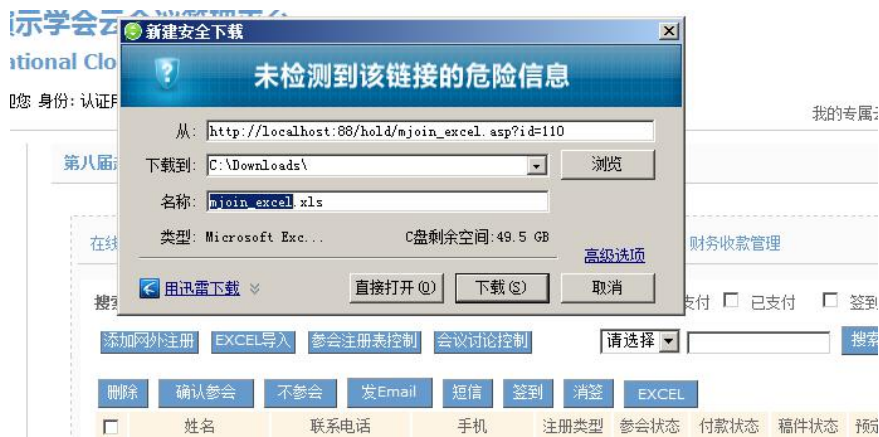 示学会云会议管理平台
新建安全下载
ational Clo
未检测到该链接的危险信息
迎您 身份: 认证用
我的专属云
从: http://localhost:88/hold/mjoin_excel.asp?id=110
第八届
下载到: C:\Downloads\ 浏览
名称: mjoin_excel.xls
类型: Microsoft Exc... C盘剩余空间:49.5 GB
高级选项
在线
财务收款管理
用迅雷下载 直接打开(O) 下载(S) 取消
搜索
支付 已支付 签到
添加网外注册 EXCEL导入 参会注册表控制 会议讨论控制 请选择 搜索
删除 确认参会 不参会 发Email 短信 签到 消签 EXCEL
姓名 联系电话 手机 注册类型 参会状态 付款状态 稿件状态 预定